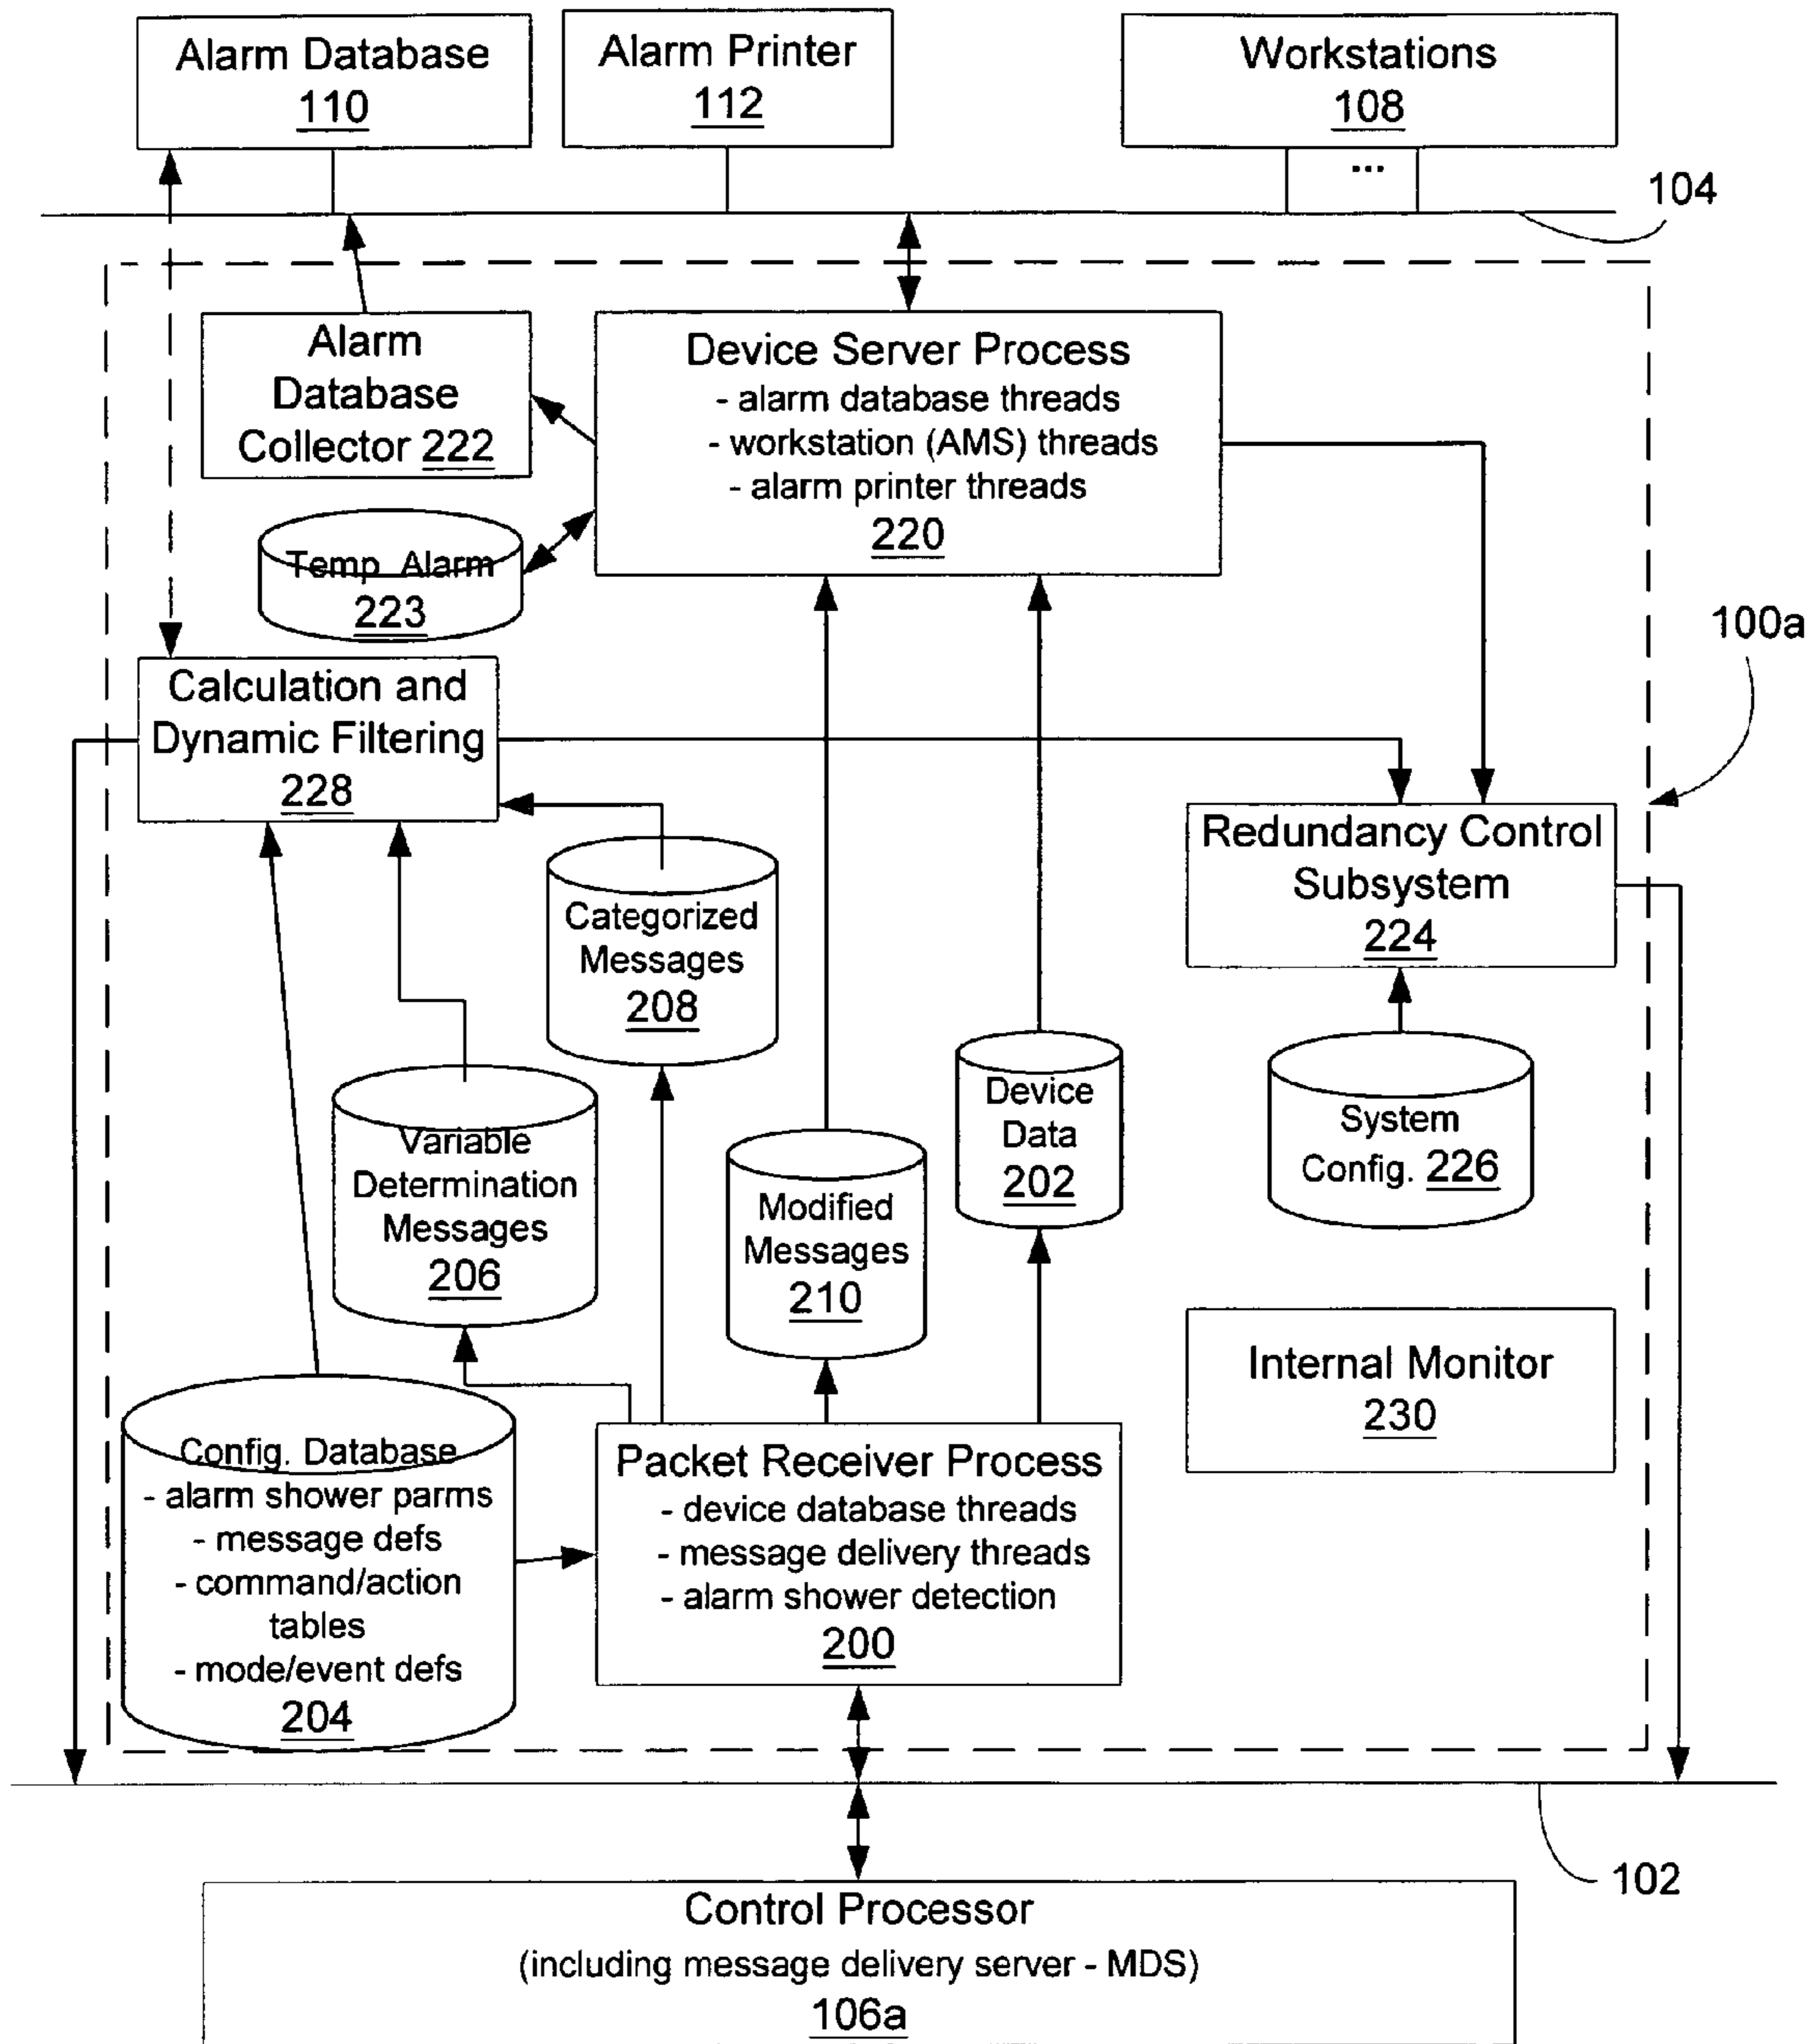 Alarm Database
110
Alarm Printer
112
Workstations
108
...
104
Alarm
Database
Collector 222
Device Server Process
- alarm database threads
- workstation (AMS) threads
- alarm printer threads
220
Temp Alarm
223
100a
Calculation and
Dynamic Filtering
228
Redundancy Control
Subsystem
224
Categorized
Messages
208
Device
Data
202
System
Config. 226
Variable
Determination
Messages
206
Modified
Messages
210
Internal Monitor
230
Config. Database
- alarm shower parms
- message defs
- command/action
tables
- mode/event defs
204
Packet Receiver Process
- device database threads
- message delivery threads
- alarm shower detection
200
102
Control Processor
(including message delivery server - MDS)
106a